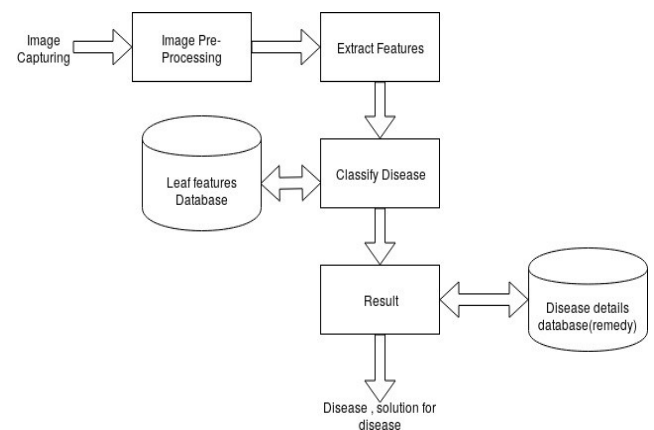 Image
Capturing
Image Pre-
Processing
Extract Features
Leaf features
Database
Classify Disease
Result
Disease details
database(remedy)
Disease , solution for
disease